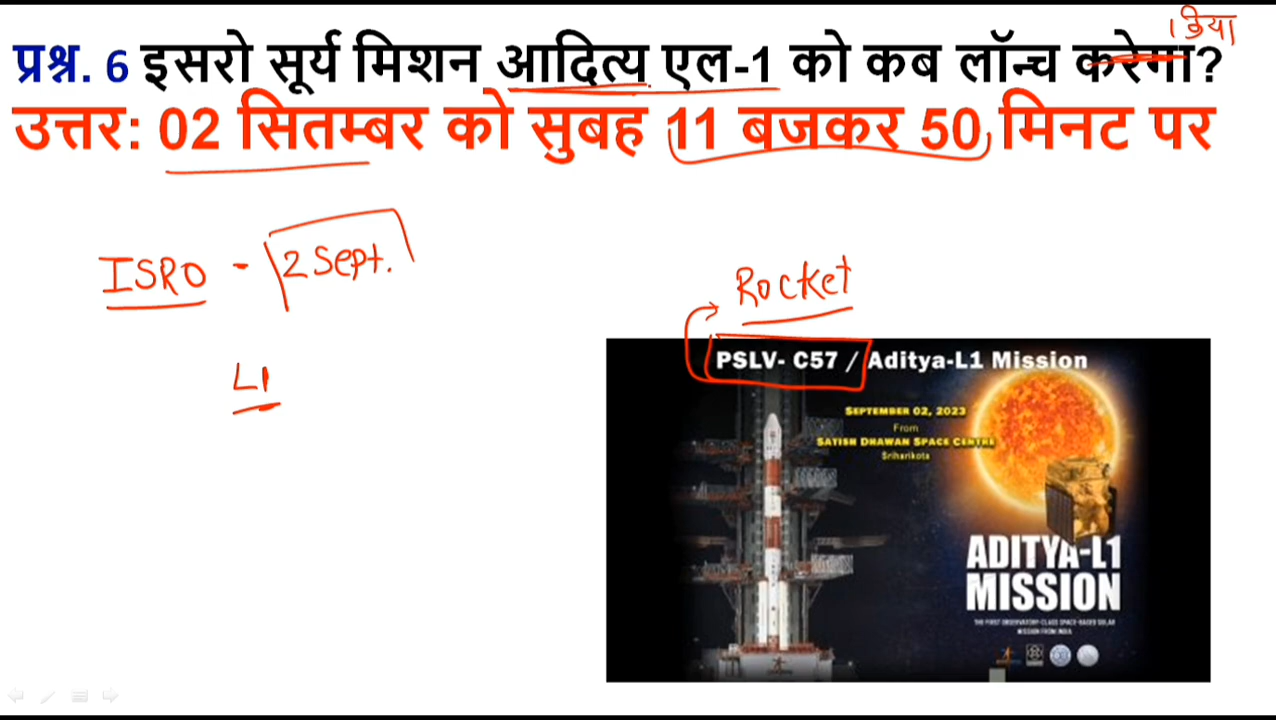 किया
प्रश्न. 6 इसरो सूर्य मिशन आदित्य एल-1 को कब लॉन्च करेगा?
उत्तर: 02 सितम्बर को सुबह 11 बजकर 50 मिनट पर
ISRO - 2 Sept.
Rocket
L1
PSLV- C57 / Aditya-L1 Mission
SEPTEMBER 02, 2023
From
SATISH DHAWAN SPACE CENTRE
Sriharikota
ADITYA-L1
MISSION
THE FIRST OBSERVATORY-CLASS SPACE-BASED SOLAR
MISSION FROM INDIA